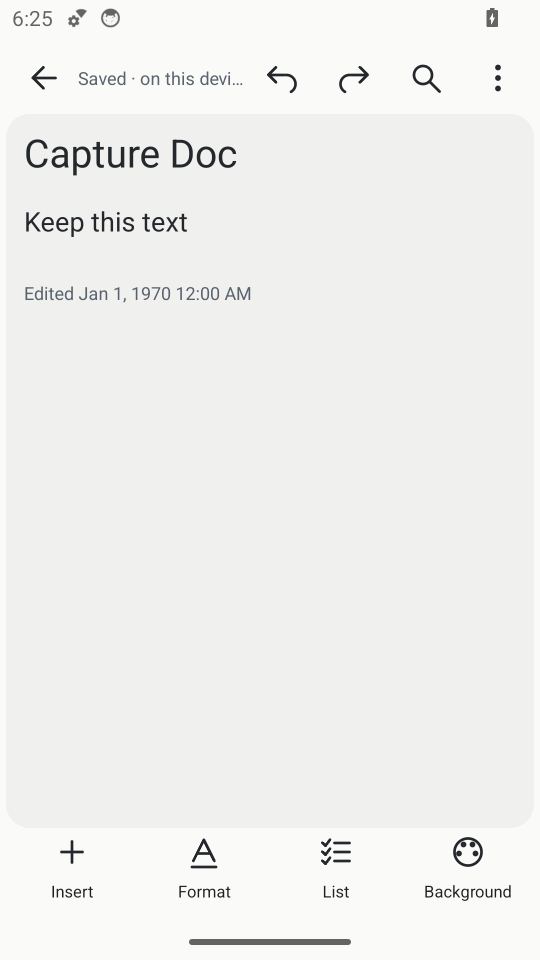 6:25
Saved · on this devi…
Capture Doc
Keep this text
Edited Jan 1, 1970 12:00 AM
Insert
Format
List
Background